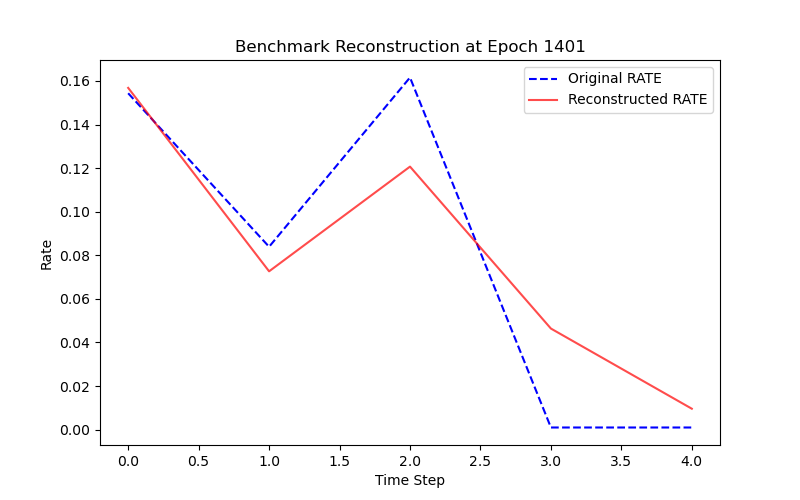 Benchmark Reconstruction at Epoch 1401
Original RATE
Reconstructed RATE
Rate
0.16
0.14
0.12
0.10
0.08
0.06
0.04
0.02
0.00
0.0 0.5 1.0 1.5 2.0 2.5 3.0 3.5 4.0
Time Step